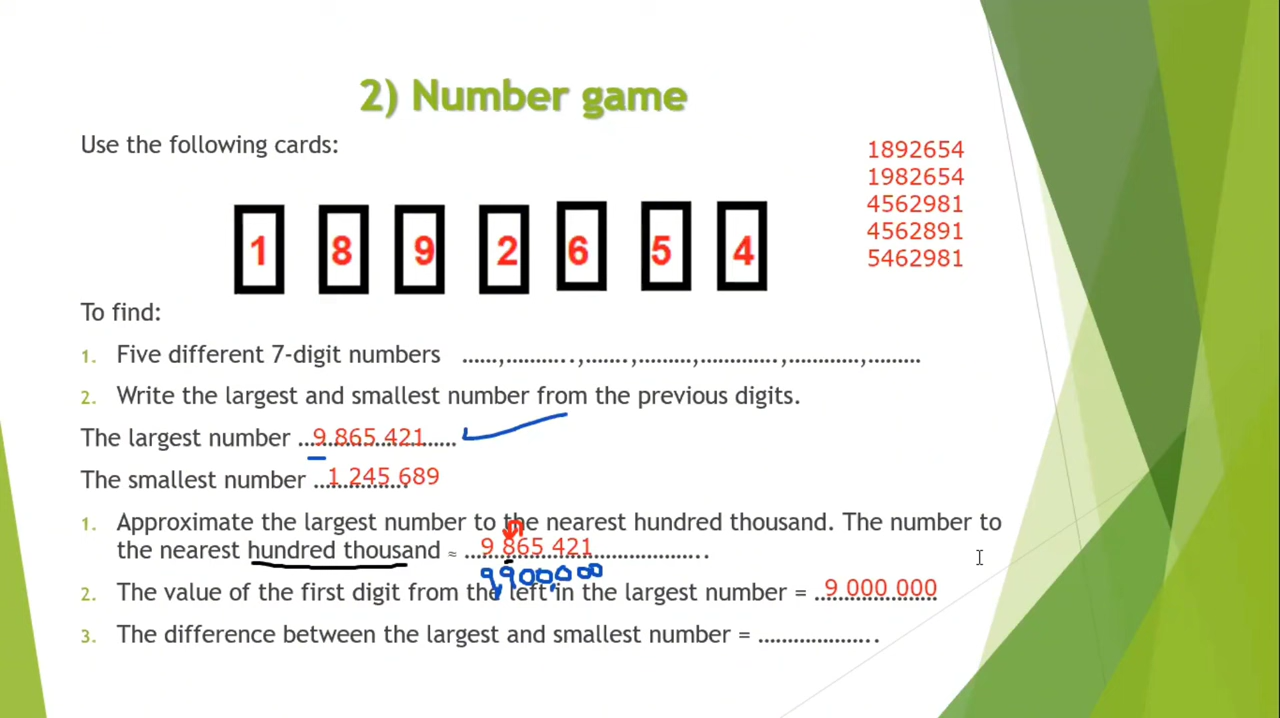 2) Number game
Use the following cards:
1892654
1982654
4562981
4562891
5462981
1 8 9 2 6 5 4
To find:
1. Five different 7-digit numbers ......,...........,.......,.........,.............,............,.........
2. Write the largest and smallest number from the previous digits.
The largest number ...9.865.421.....
The smallest number ...1.245.689
1. Approximate the largest number to the nearest hundred thousand. The number to
the nearest hundred thousand ≈ ...9 865 421.....................
9,900,000
2. The value of the first digit from the left in the largest number = ..9 000 000
3. The difference between the largest and smallest number = ....................